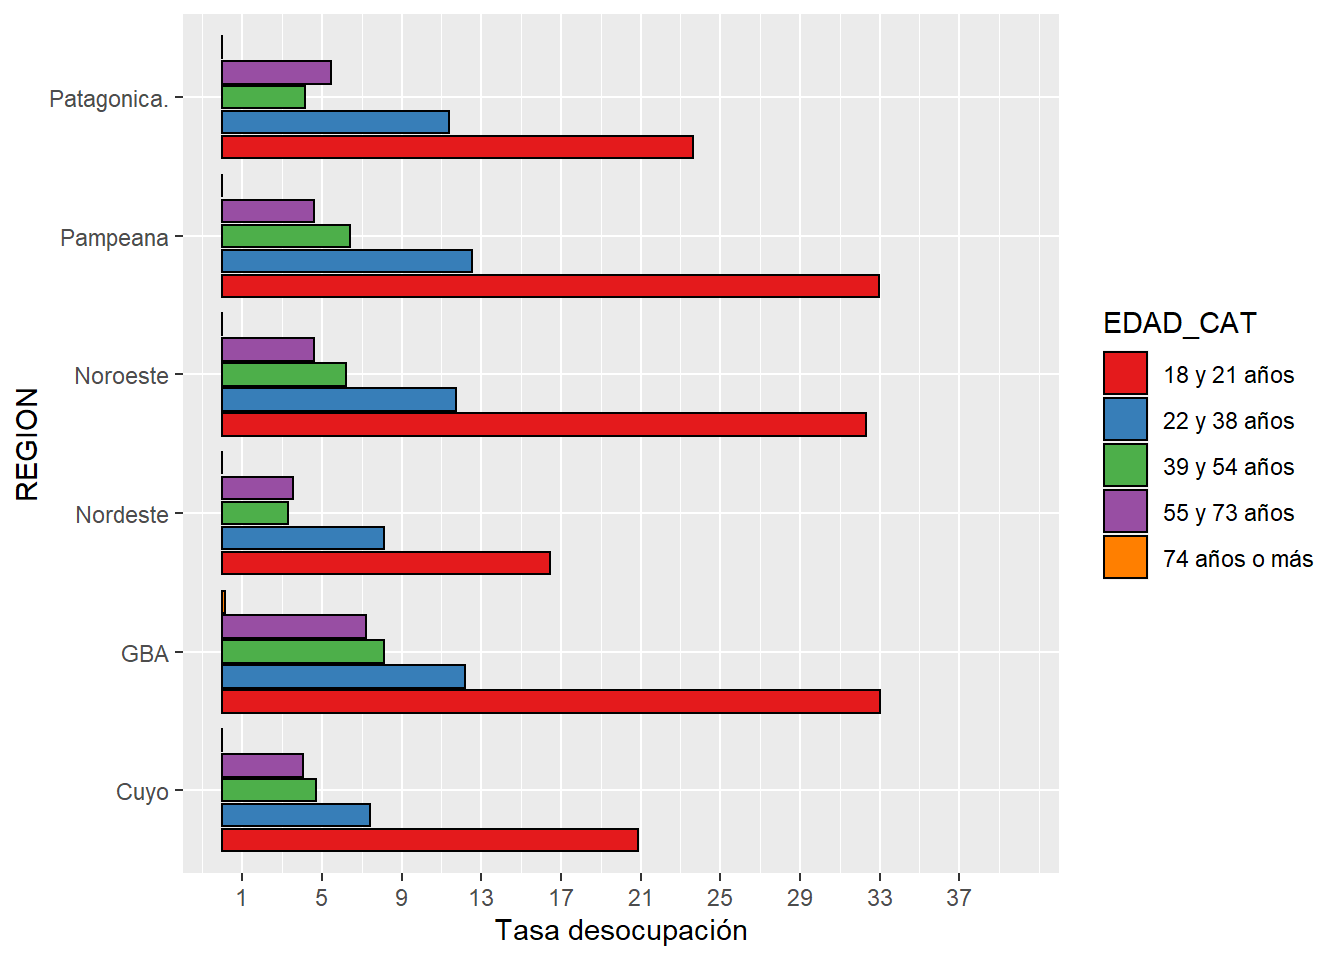 Patagonica.
Pampeana
Noroeste
Nordeste
GBA
Cuyo
REGION
1 5 9 13 17 21 25 29 33 37
Tasa desocupación
EDAD_CAT
18 y 21 años
22 y 38 años
39 y 54 años
55 y 73 años
74 años o más